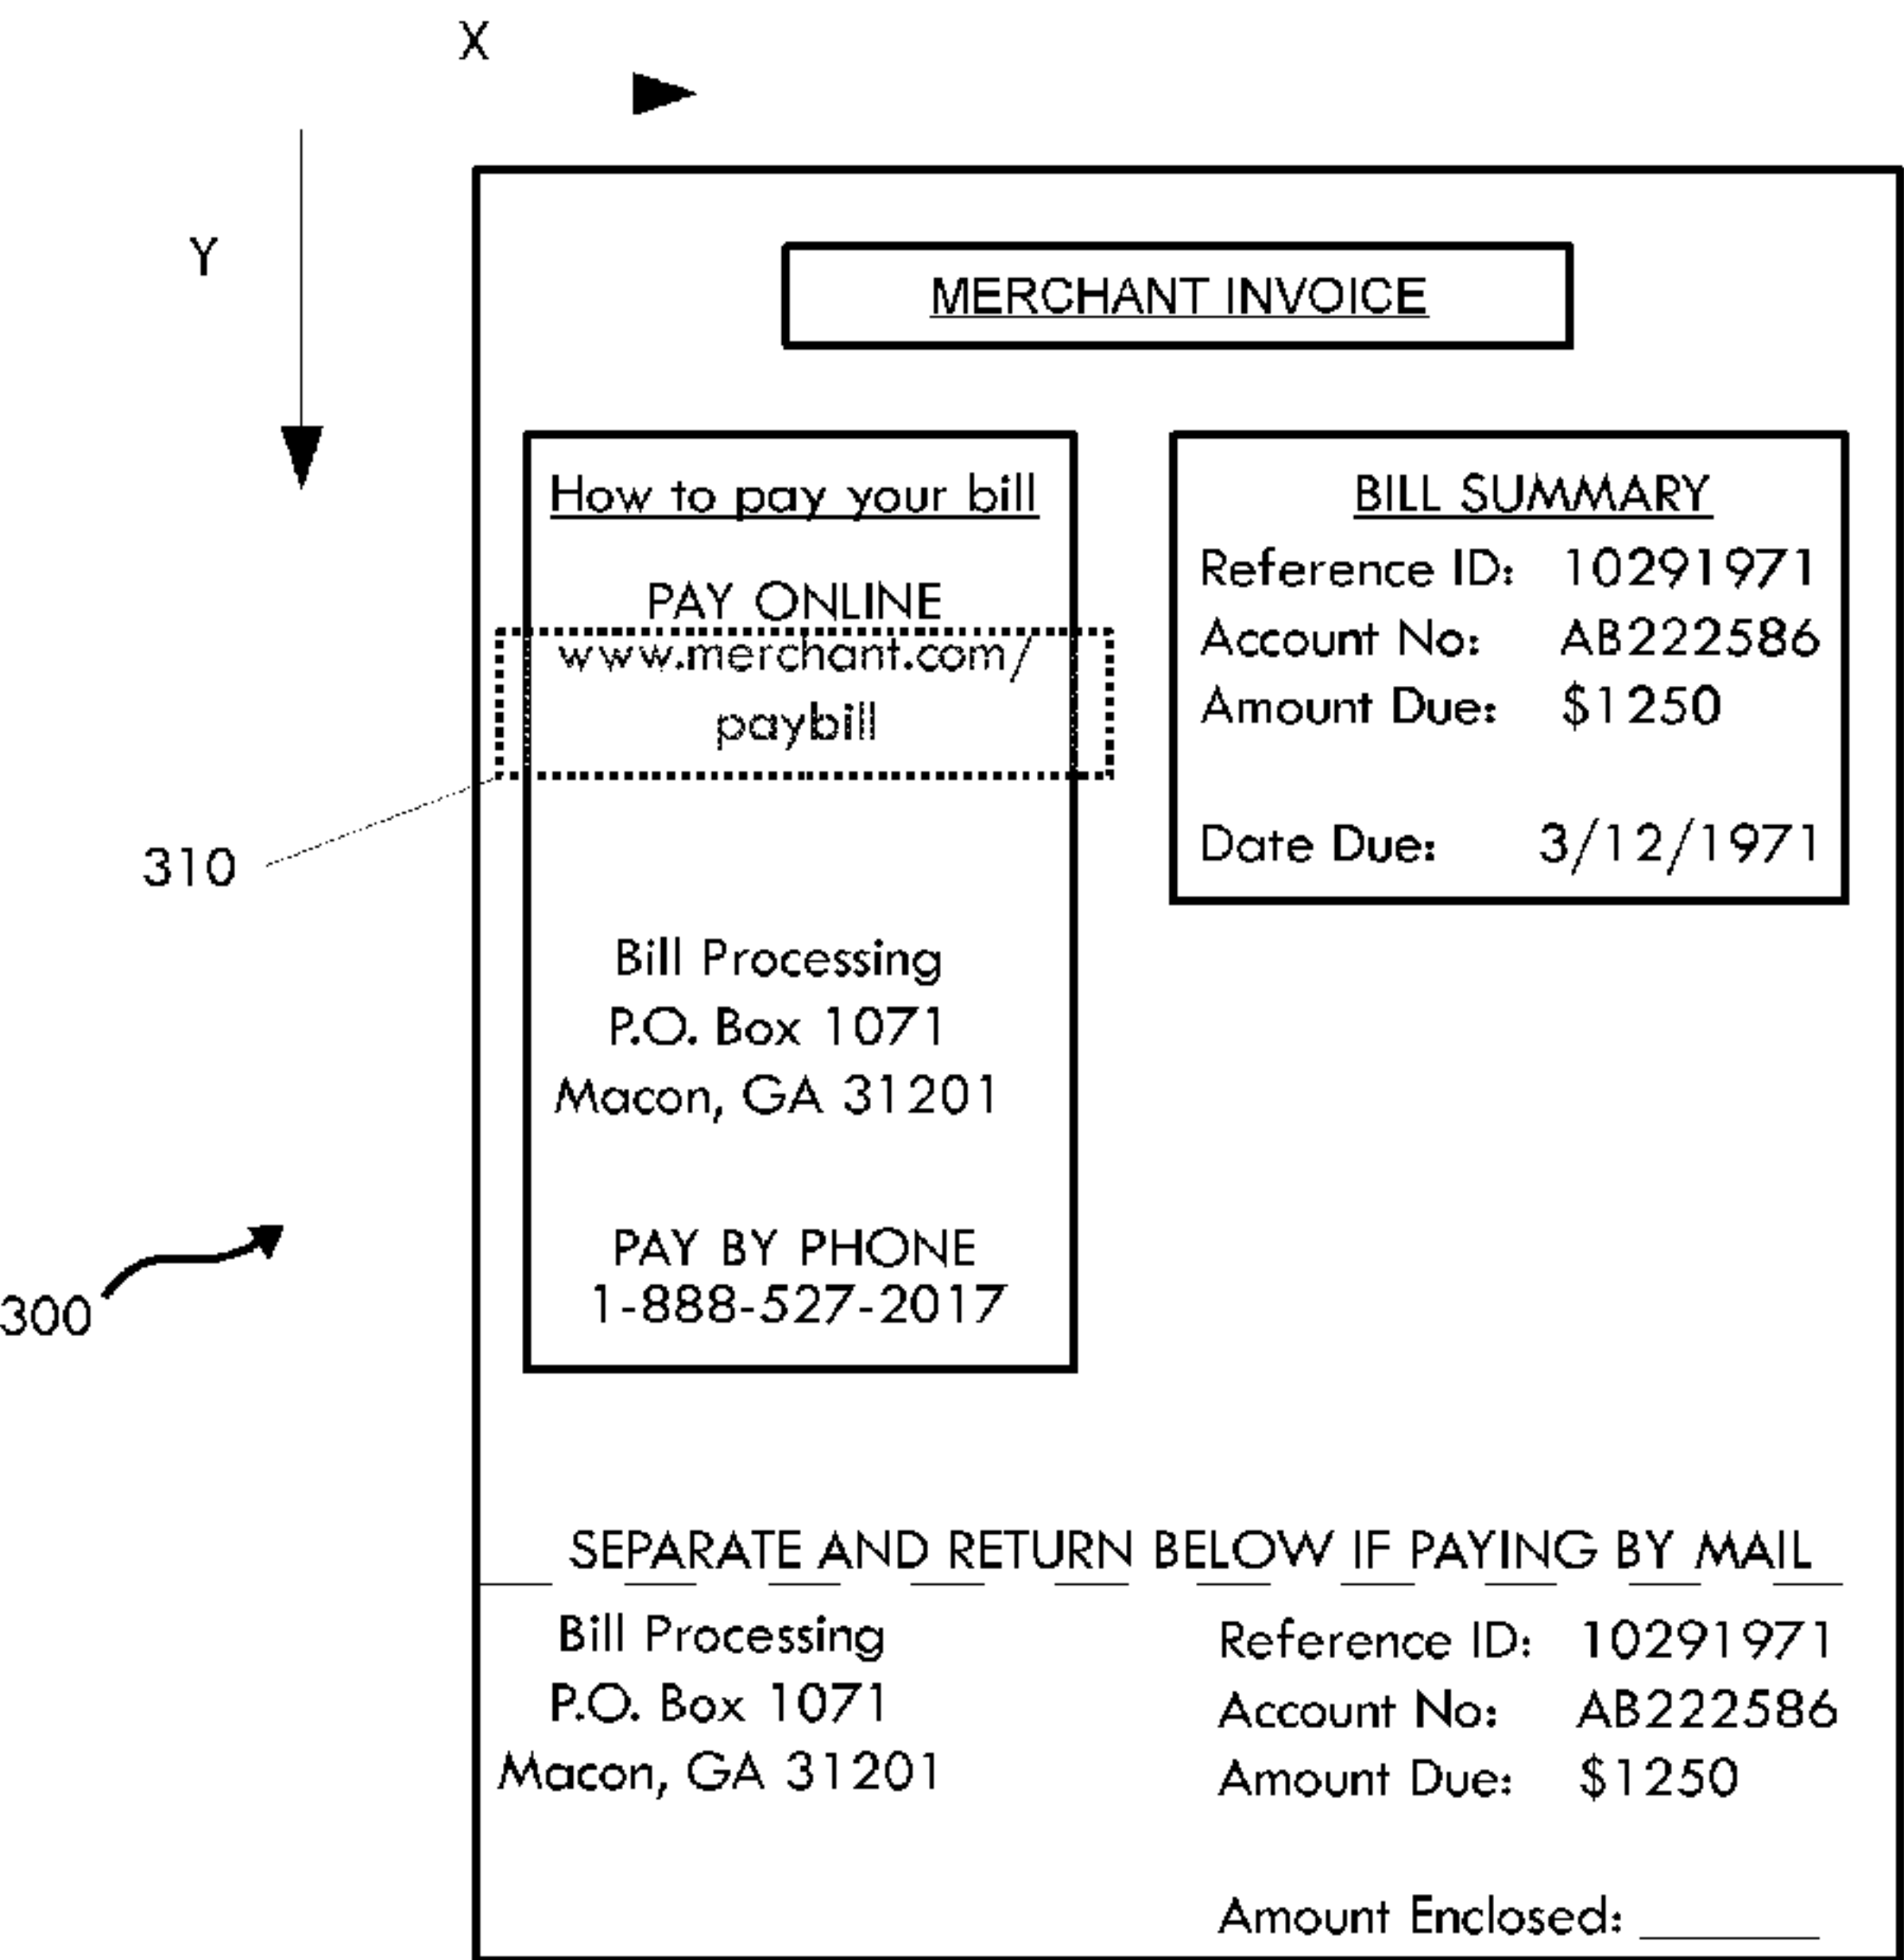 X
Y
MERCHANT INVOICE
How to pay your bill
PAY ONLINE
www.merchant.com/
paybill
310
Bill Processing
P.O. Box 1071
Macon, GA 31201
PAY BY PHONE
1-888-527-2017
300
BILL SUMMARY
Reference ID: 10291971
Account No: AB222586
Amount Due: $1250
Date Due: 3/12/1971
SEPARATE AND RETURN BELOW IF PAYING BY MAIL
Bill Processing
P.O. Box 1071
Macon, GA 31201
Reference ID: 10291971
Account No: AB222586
Amount Due: $1250
Amount Enclosed: